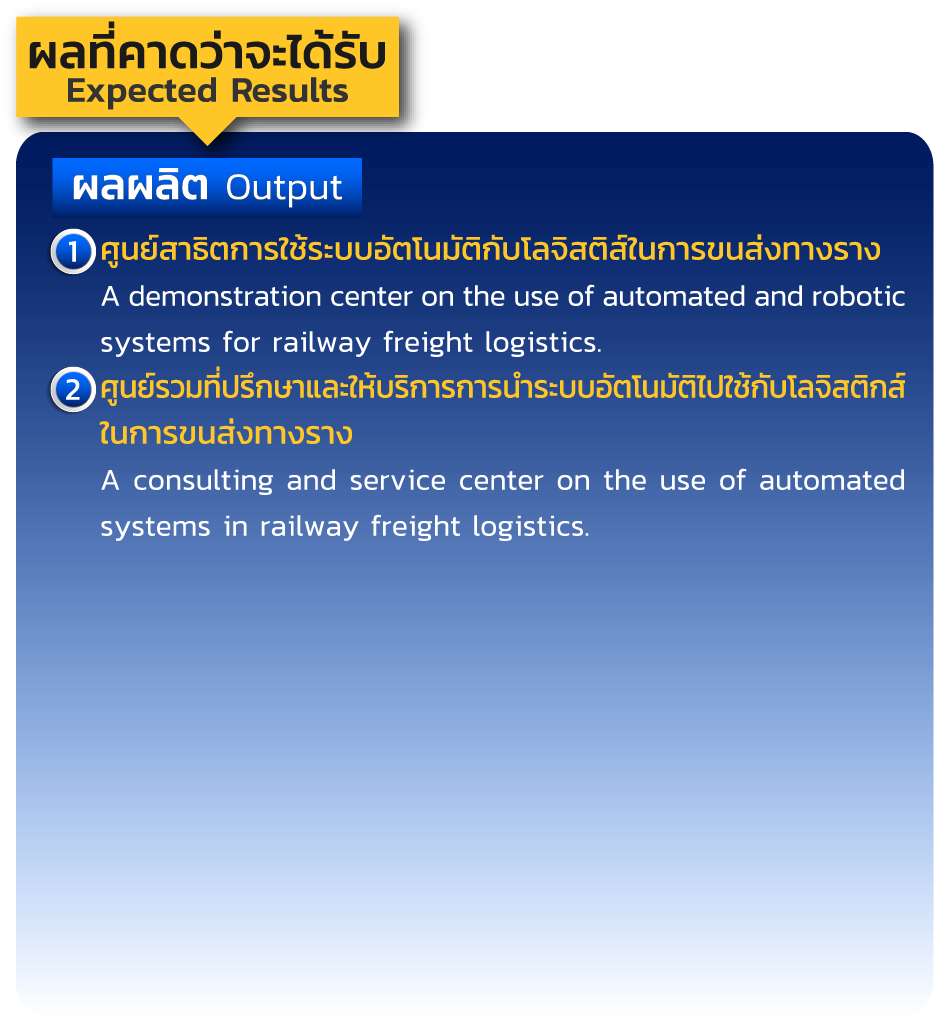 ผลที่คาดว่าจะได้รับ
Expected Results
ผลผลิต Output
1 ศูนย์สาธิตการใช้ระบบอัตโนมัติกับโลจิสติส์ในการขนส่งทางราง
A demonstration center on the use of automated and robotic
systems for railway freight logistics.
2 ศูนย์รวมที่ปรึกษาและให้บริการการนำระบบอัตโนมัติไปใช้กับโลจิสติกส์
ในการขนส่งทางราง
A consulting and service center on the use of automated
systems in railway freight logistics.